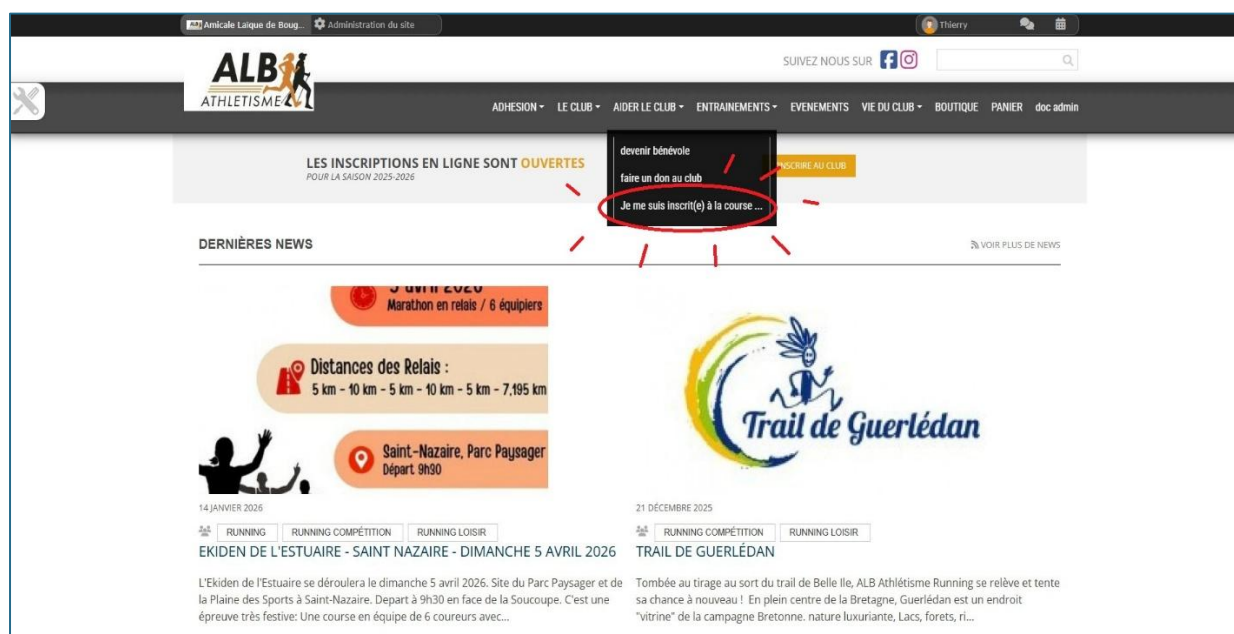 ALB Amicale Laïque de Boug... Administration du site Thierry
ALB
ATHLETISME
SUIVEZ NOUS SUR
ADHESION LE CLUB AIDER LE CLUB ENTRAINEMENTS EVENEMENTS VIE DU CLUB BOUTIQUE PANIER doc admin
LES INSCRIPTIONS EN LIGNE SONT OUVERTES
POUR LA SAISON 2025-2026
devenir bénévole
faire un don au club
Je me suis inscrit(e) à la course ...
INSCRIRE AU CLUB
DERNIÈRES NEWS
VOIR PLUS DE NEWS
5 avril 2026
Marathon en relais / 6 équipiers
Distances des Relais :
5 km - 10 km - 5 km - 10 km - 5 km - 7,195 km
Saint-Nazaire, Parc Paysager
Départ 9h30
Trail de Guerlédan
14 JANVIER 2026
RUNNING RUNNING COMPÉTITION RUNNING LOISIR
EKIDEN DE L'ESTUAIRE - SAINT NAZAIRE - DIMANCHE 5 AVRIL 2026
L'Ekiden de l'Estuaire se déroulera le dimanche 5 avril 2026. Site du Parc Paysager et de
la Plaine des Sports à Saint-Nazaire. Depart à 9h30 en face de la Soucoupe. C'est une
épreuve très festive: Une course en équipe de 6 coureurs avec...
21 DÉCEMBRE 2025
RUNNING COMPÉTITION RUNNING LOISIR
TRAIL DE GUERLÉDAN
Tombée au tirage au sort du trail de Belle Ile, ALB Athlétisme Running se relève et tente
sa chance à nouveau ! En plein centre de la Bretagne, Guerlédan est un endroit
"vitrine" de la campagne Bretonne. nature luxuriante, Lacs, forets, ri...